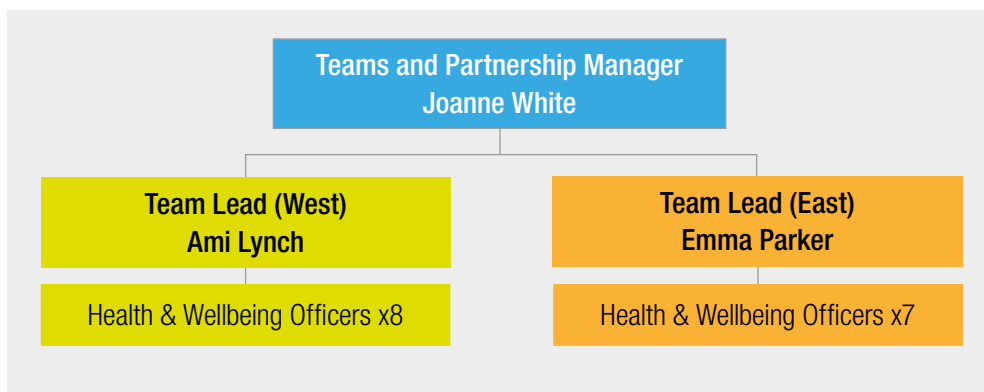 Teams and Partnership Manager
Joanne White
Team Lead (West)
Ami Lynch
Health & Wellbeing Officers x8
Team Lead (East)
Emma Parker
Health & Wellbeing Officers x7